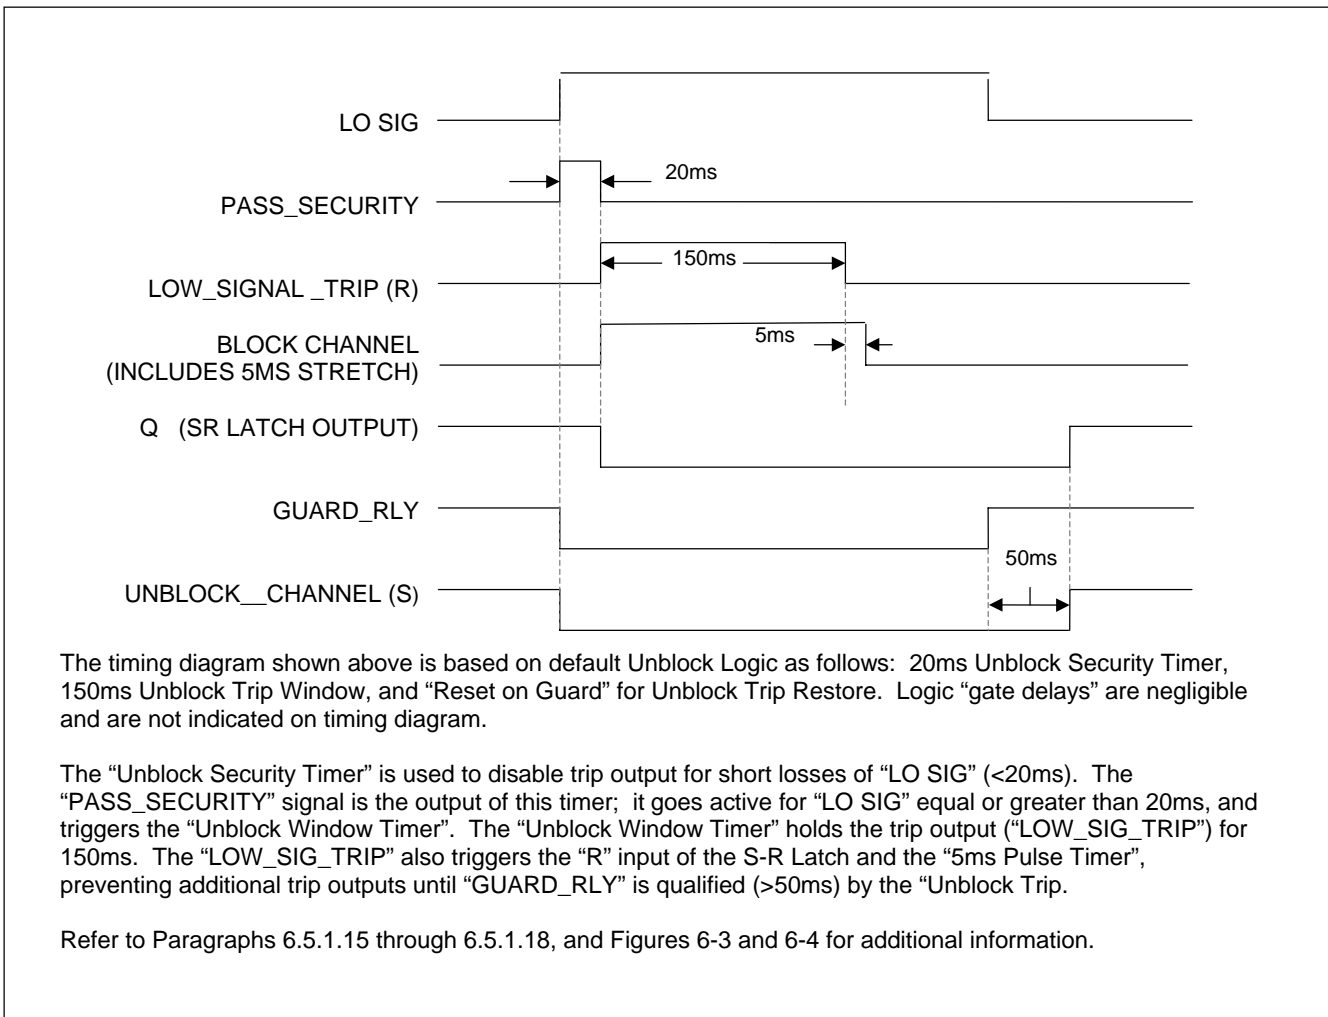 LO SIG
20ms
PASS_SECURITY
150ms
LOW_SIGNAL _TRIP (R)
5ms
BLOCK CHANNEL
(INCLUDES 5MS STRETCH)
Q (SR LATCH OUTPUT)
GUARD_RLY
50ms
UNBLOCK__CHANNEL (S)
The timing diagram shown above is based on default Unblock Logic as follows: 20ms Unblock Security Timer,
150ms Unblock Trip Window, and “Reset on Guard” for Unblock Trip Restore. Logic “gate delays” are negligible
and are not indicated on timing diagram.
The “Unblock Security Timer” is used to disable trip output for short losses of “LO SIG” (<20ms). The
“PASS_SECURITY” signal is the output of this timer; it goes active for “LO SIG” equal or greater than 20ms, and
triggers the “Unblock Window Timer”. The “Unblock Window Timer” holds the trip output (“LOW_SIG_TRIP”) for
150ms. The “LOW_SIG_TRIP” also triggers the “R” input of the S-R Latch and the “5ms Pulse Timer”,
preventing additional trip outputs until “GUARD_RLY” is qualified (>50ms) by the “Unblock Trip.
Refer to Paragraphs 6.5.1.15 through 6.5.1.18, and Figures 6-3 and 6-4 for additional information.